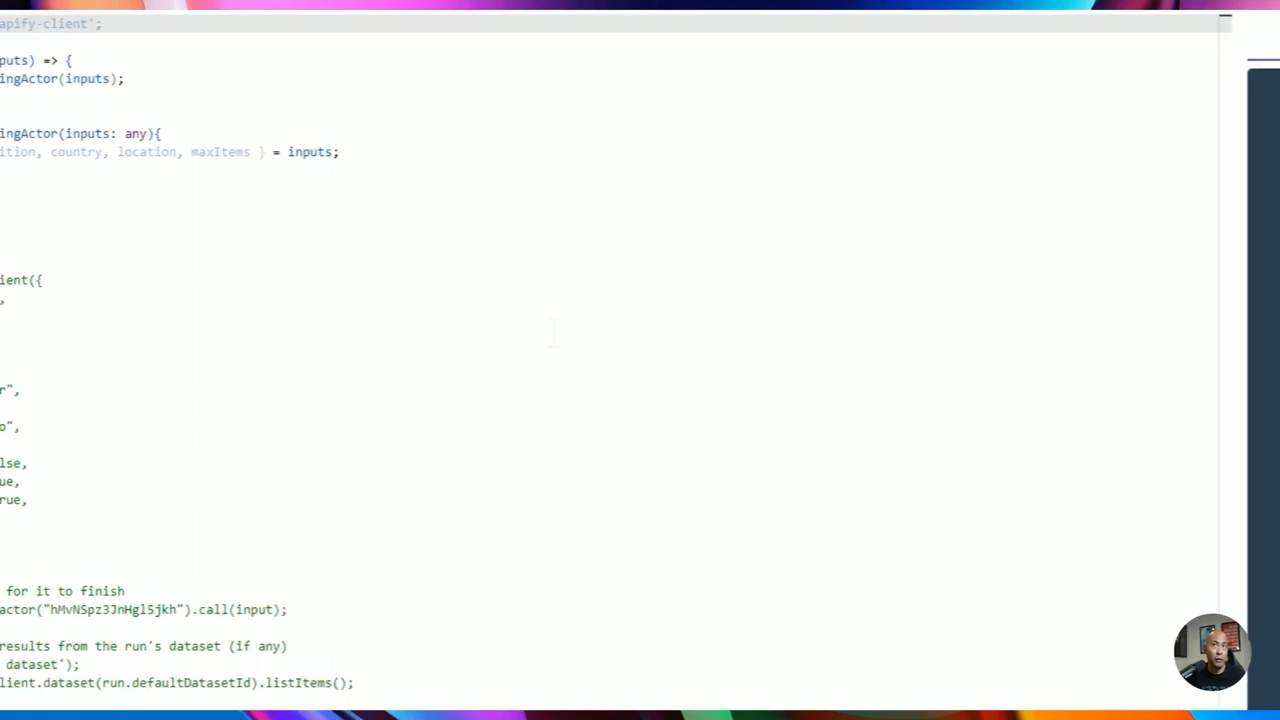 apify-client';
puts) => {
ingActor(inputs);
ingActor(inputs: any){
ition, country, location, maxItems } = inputs;
ient({
,
r",
o",
lse,
ue,
rue,
for it to finish
actor("hMvNSpz3JnHgl5jkh").call(input);
results from the run's dataset (if any)
dataset');
lient.dataset(run.defaultDatasetId).listItems();